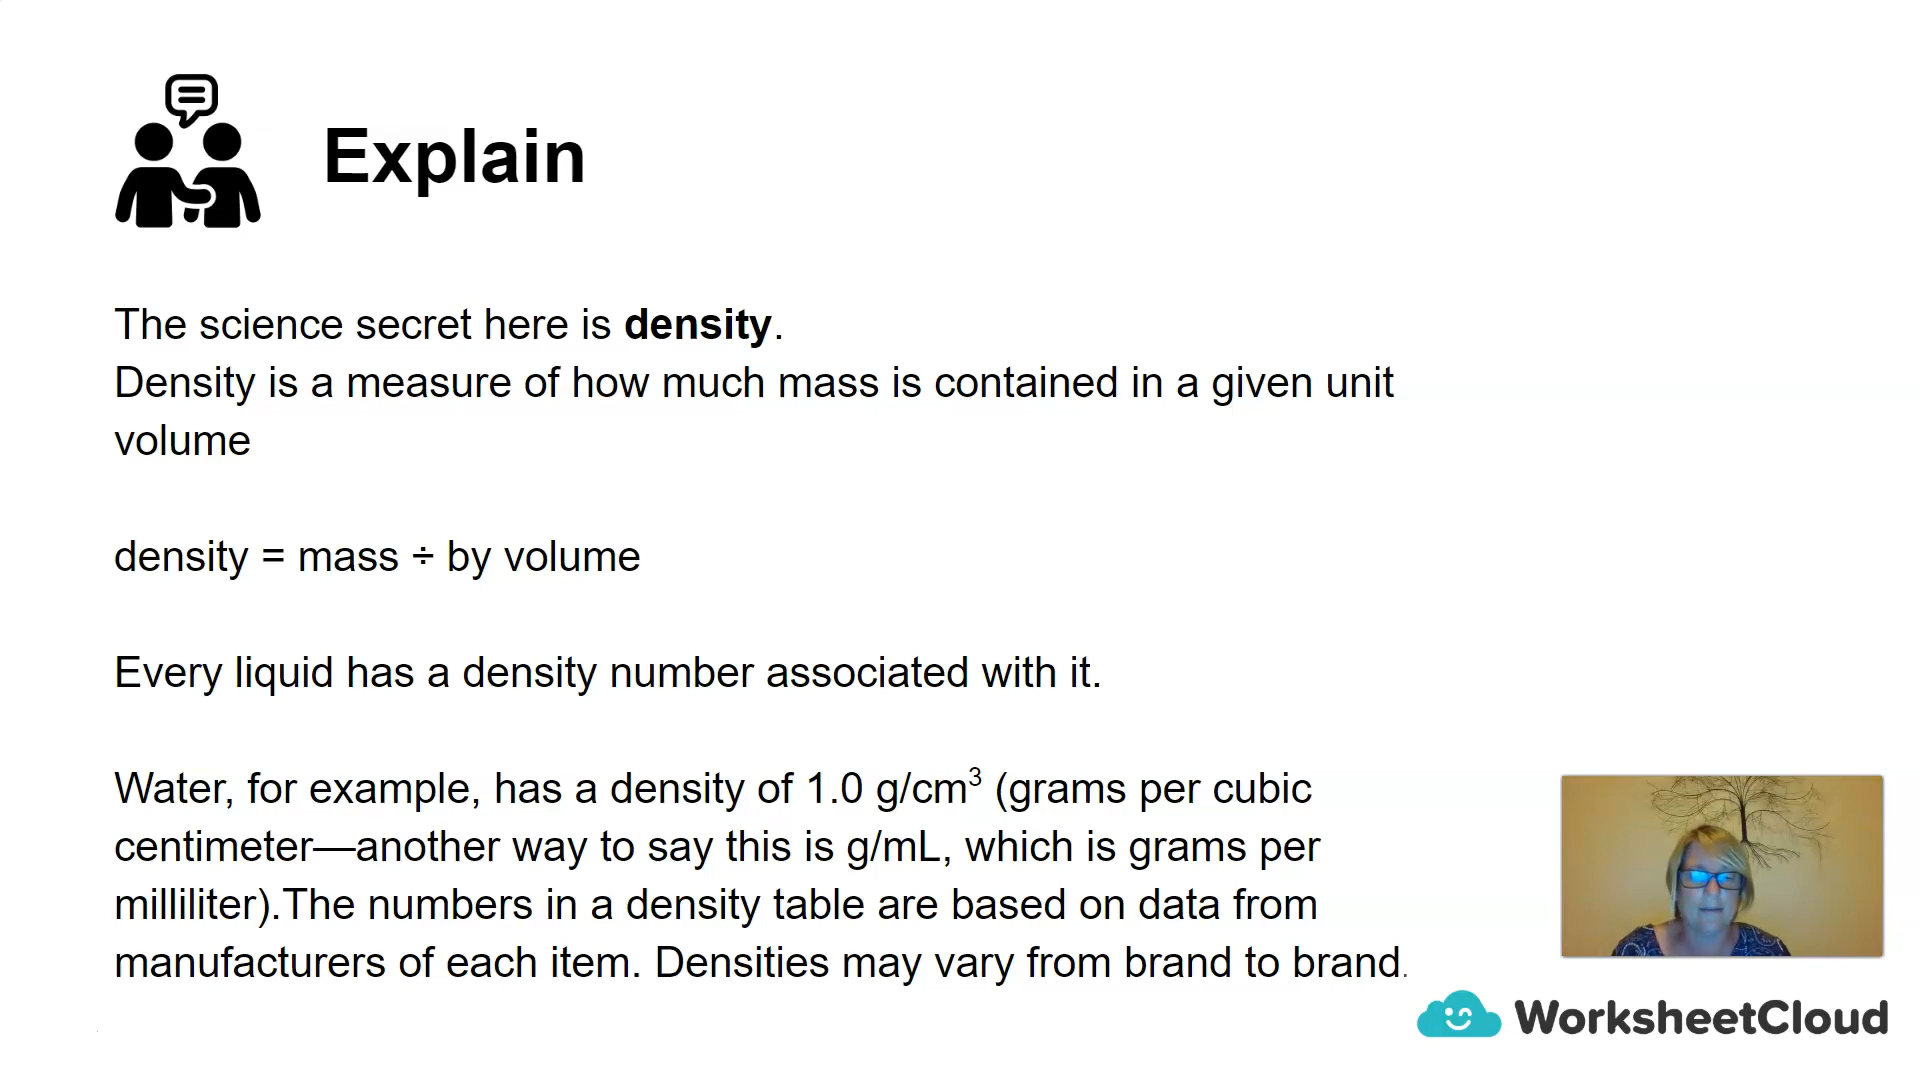 Explain
The science secret here is density.
Density is a measure of how much mass is contained in a given unit
volume
density = mass ÷ by volume
Every liquid has a density number associated with it.
Water, for example, has a density of 1.0 g/cm³ (grams per cubic
centimeter—another way to say this is g/mL, which is grams per
milliliter).The numbers in a density table are based on data from
manufacturers of each item. Densities may vary from brand to brand.
WorksheetCloud